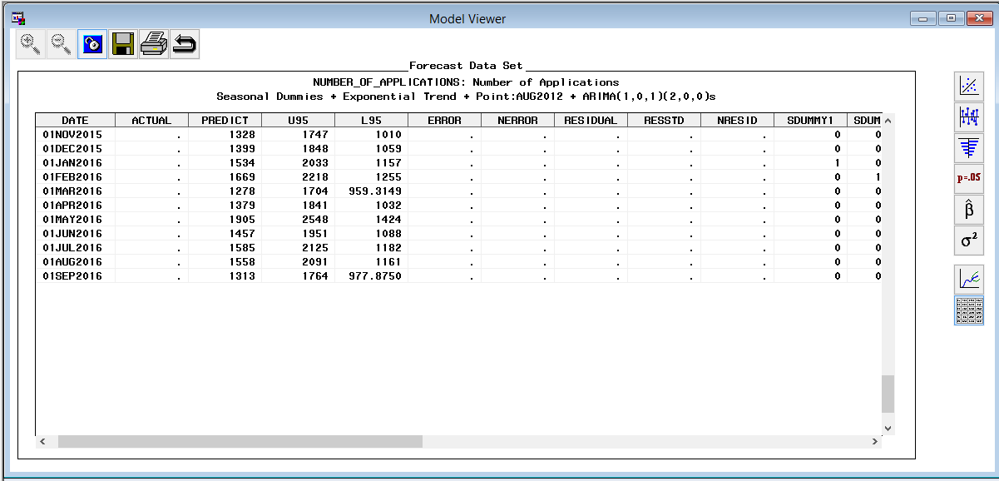 Model Viewer
Forecast Data Set
NUMBER_OF_APPLICATIONS: Number of Applications
Seasonal Dummies + Exponential Trend + Point:AUG2012 + ARIMA(1,0,1)(2,0,0)s
DATE ACTUAL PREDICT U95 L95 ERROR NERROR RESIDUAL RESSTD NRESID SDUMMY1 SDUM
01NOV2015 . 1328 1747 1010 . . . . . 0 0
01DEC2015 . 1399 1848 1059 . . . . . 0 0
01JAN2016 . 1534 2033 1157 . . . . . 1 0
01FEB2016 . 1669 2218 1255 . . . . . 0 1
01MAR2016 . 1278 1704 959.3149 . . . . . 0 0
01APR2016 . 1379 1841 1032 . . . . . 0 0
01MAY2016 . 1905 2548 1424 . . . . . 0 0
01JUN2016 . 1457 1951 1088 . . . . . 0 0
01JUL2016 . 1585 2125 1182 . . . . . 0 0
01AUG2016 . 1558 2091 1161 . . . . . 0 0
01SEP2016 . 1313 1764 977.8750 . . . . . 0 0
p=.05
β̂
σ²